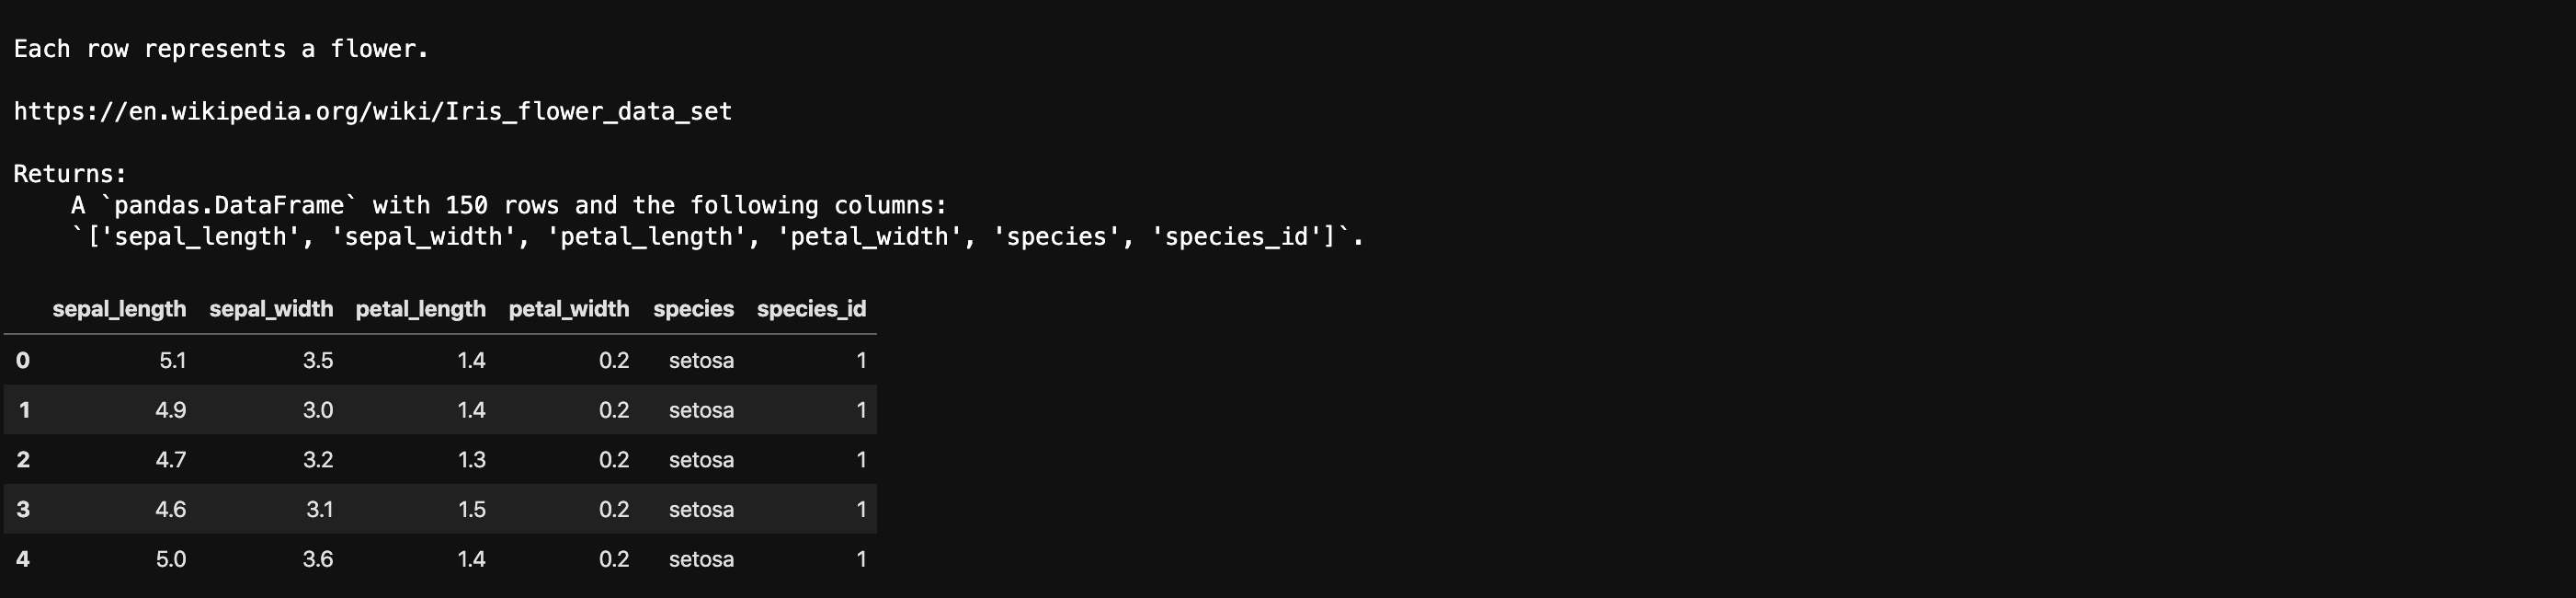 Each row represents a flower.
https://en.wikipedia.org/wiki/Iris_flower_data_set
Returns:
A `pandas.DataFrame` with 150 rows and the following columns:
`['sepal_length', 'sepal_width', 'petal_length', 'petal_width', 'species', 'species_id']`.
sepal_length sepal_width petal_length petal_width species species_id
0 5.1 3.5 1.4 0.2 setosa 1
1 4.9 3.0 1.4 0.2 setosa 1
2 4.7 3.2 1.3 0.2 setosa 1
3 4.6 3.1 1.5 0.2 setosa 1
4 5.0 3.6 1.4 0.2 setosa 1